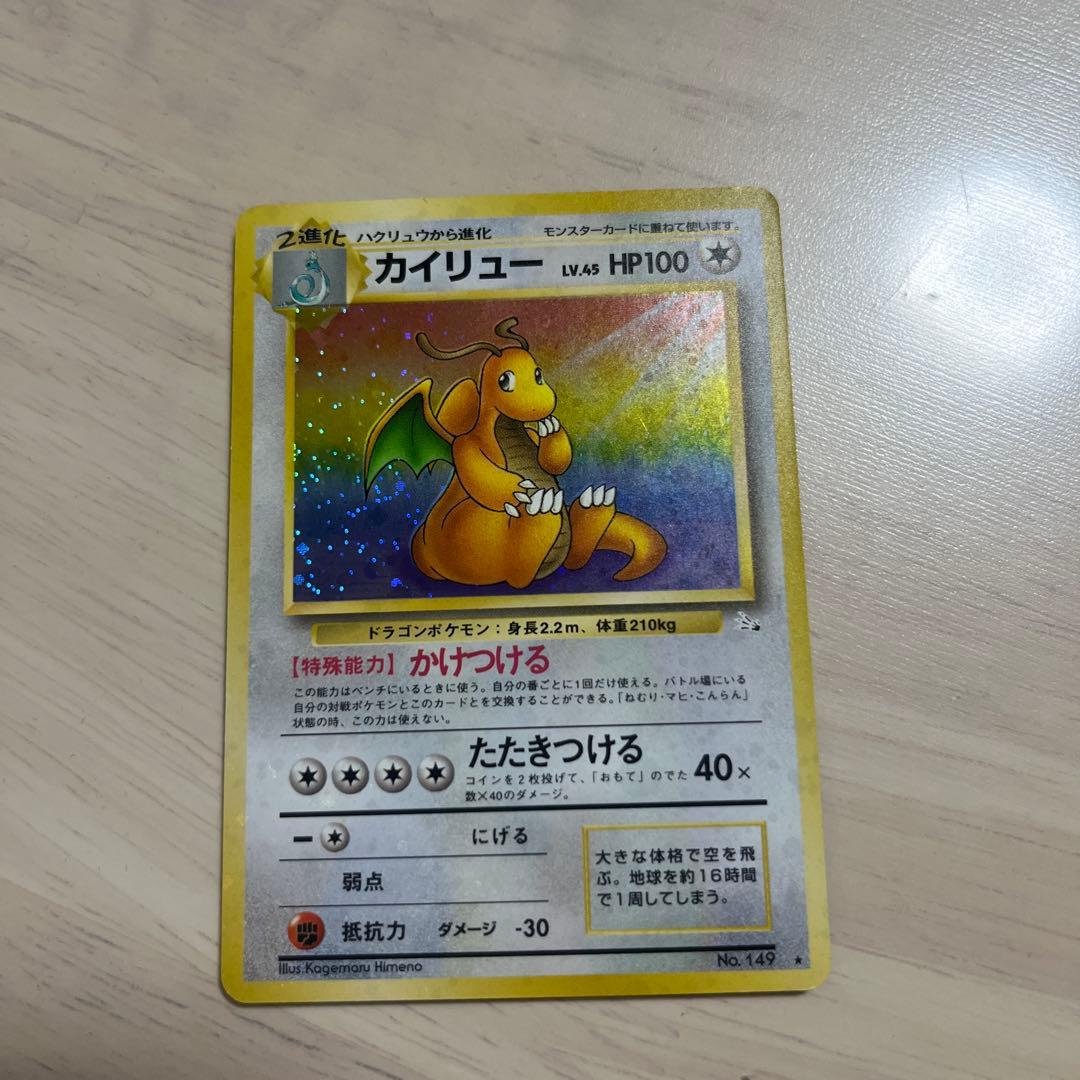 2進化 ハクリュウから進化 モンスターカードに重ねて使います。
カイリュー LV.45 HP100
ドラゴンポケモン：身長2.2m、体重210kg
【特殊能力】かけつける
この能力はベンチにいるときに使う。自分の番ごとに1回だけ使える。バトル場にいる
自分の対戦ポケモンとこのカードとを交換することができる。「ねむり・マヒ・こんらん」
状態の時、この力は使えない。
たたきつける
コインを2枚投げて、「おもて」のでた 40×
数×40のダメージ。
にげる
弱点
抵抗力 ダメージ -30
大きな体格で空を飛
ぶ。地球を約16時間
で1周してしまう。
Illus.Kagemaru Himeno
No. 149 ★